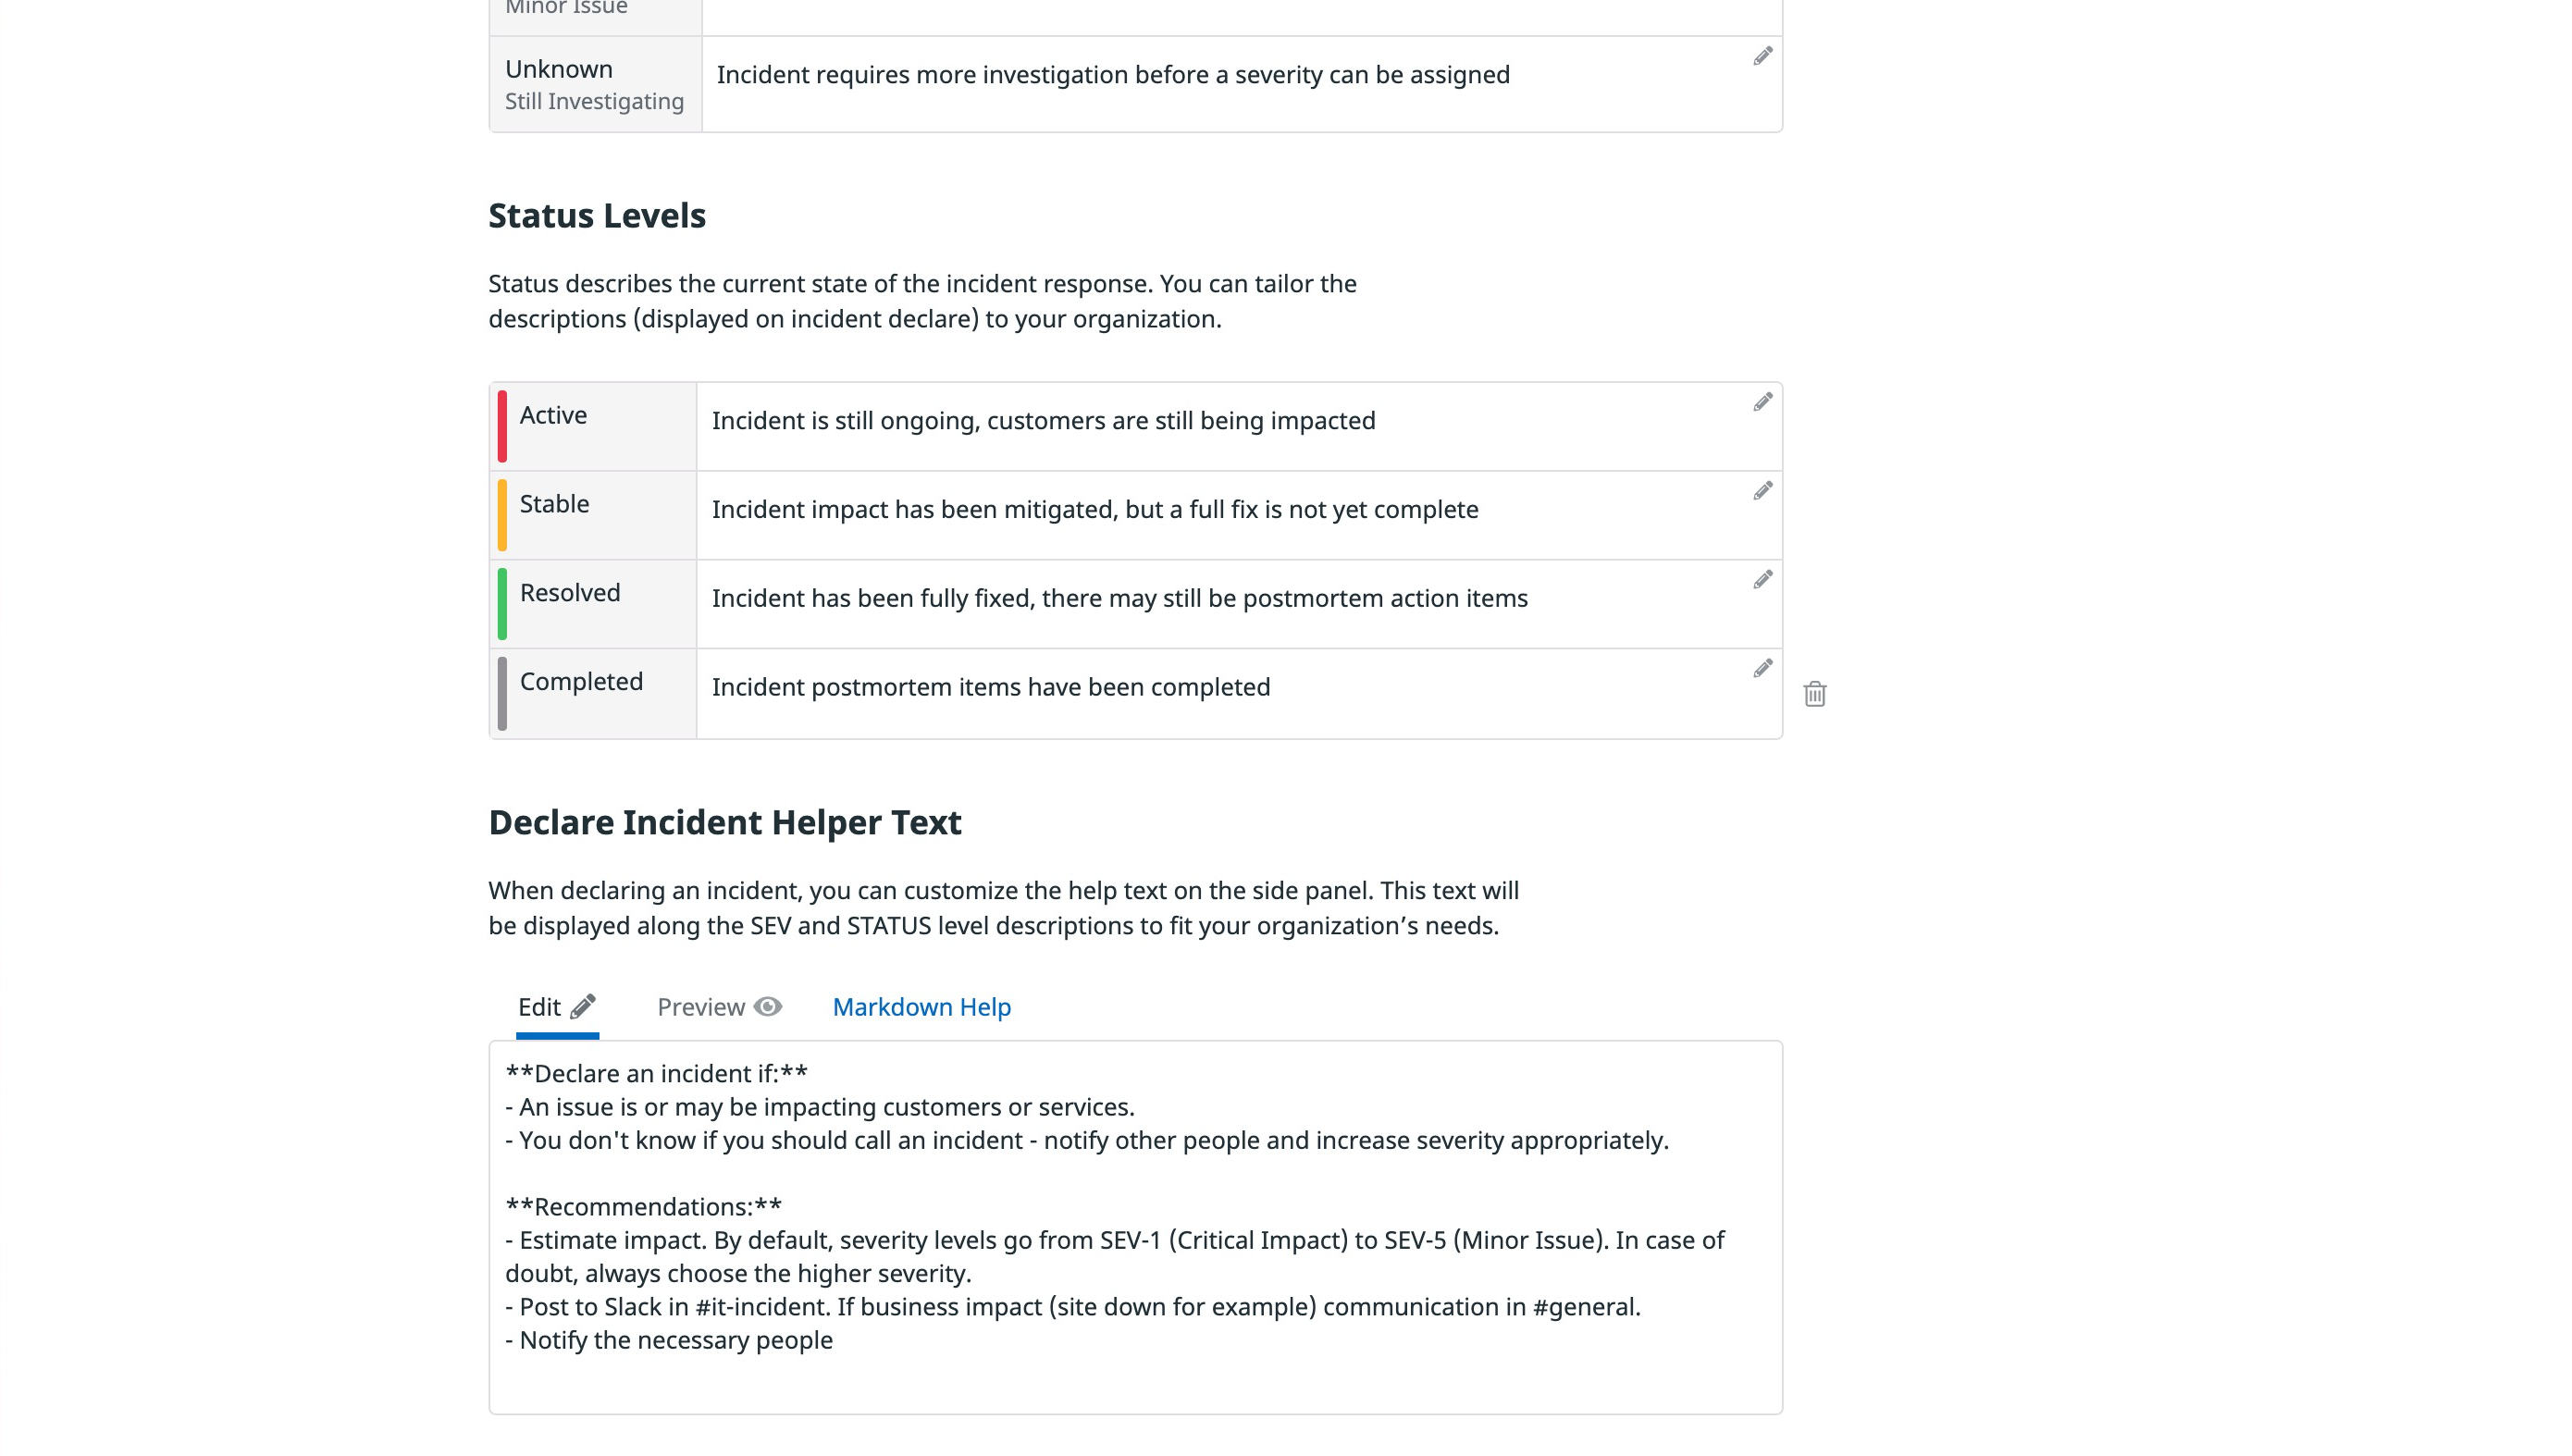 Minor Issue
Unknown
Still Investigating
Incident requires more investigation before a severity can be assigned
Status Levels
Status describes the current state of the incident response. You can tailor the
descriptions (displayed on incident declare) to your organization.
Active
Incident is still ongoing, customers are still being impacted
Stable
Incident impact has been mitigated, but a full fix is not yet complete
Resolved
Incident has been fully fixed, there may still be postmortem action items
Completed
Incident postmortem items have been completed
Declare Incident Helper Text
When declaring an incident, you can customize the help text on the side panel. This text will
be displayed along the SEV and STATUS level descriptions to fit your organization’s needs.
Edit
Preview
Markdown Help
**Declare an incident if:**
- An issue is or may be impacting customers or services.
- You don't know if you should call an incident - notify other people and increase severity appropriately.
**Recommendations:**
- Estimate impact. By default, severity levels go from SEV-1 (Critical Impact) to SEV-5 (Minor Issue). In case of
doubt, always choose the higher severity.
- Post to Slack in #it-incident. If business impact (site down for example) communication in #general.
- Notify the necessary people